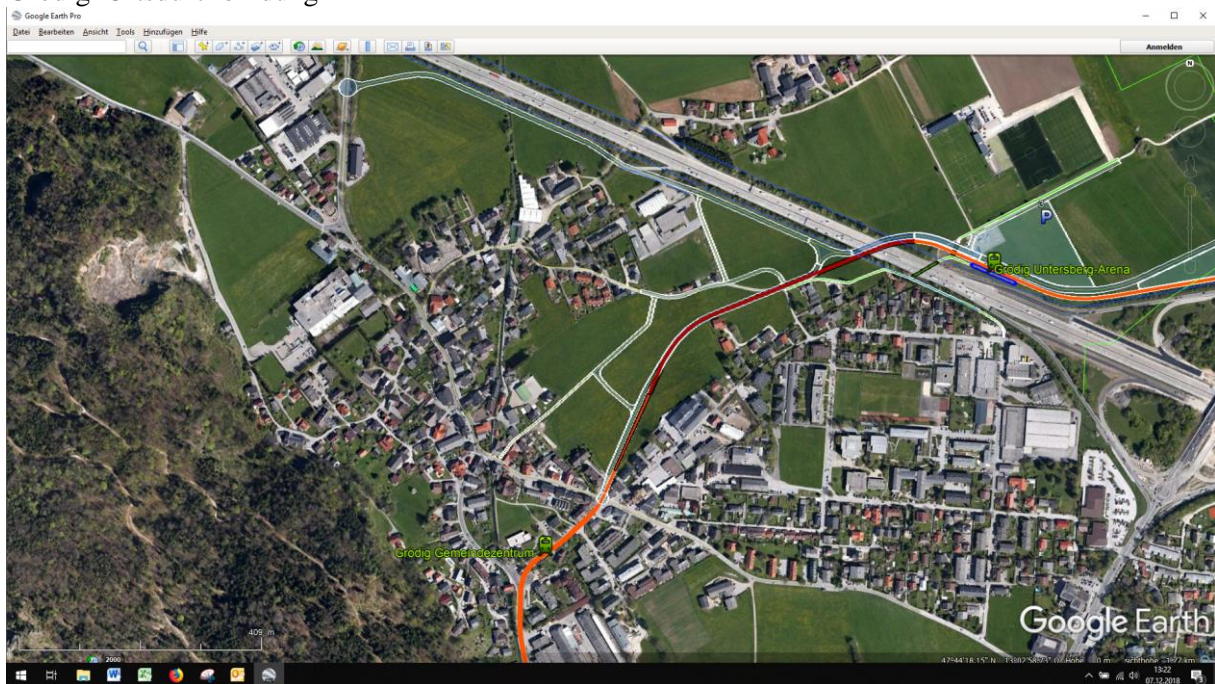 Google Earth Pro
Datei Bearbeiten Ansicht Tools Hinzufügen Hilfe
Anmelden
N
P
Grödig Untersberg-Arena
Grödig Gemeindezentrum
Google Earth
409 m
2000
13:22
07.12.2018